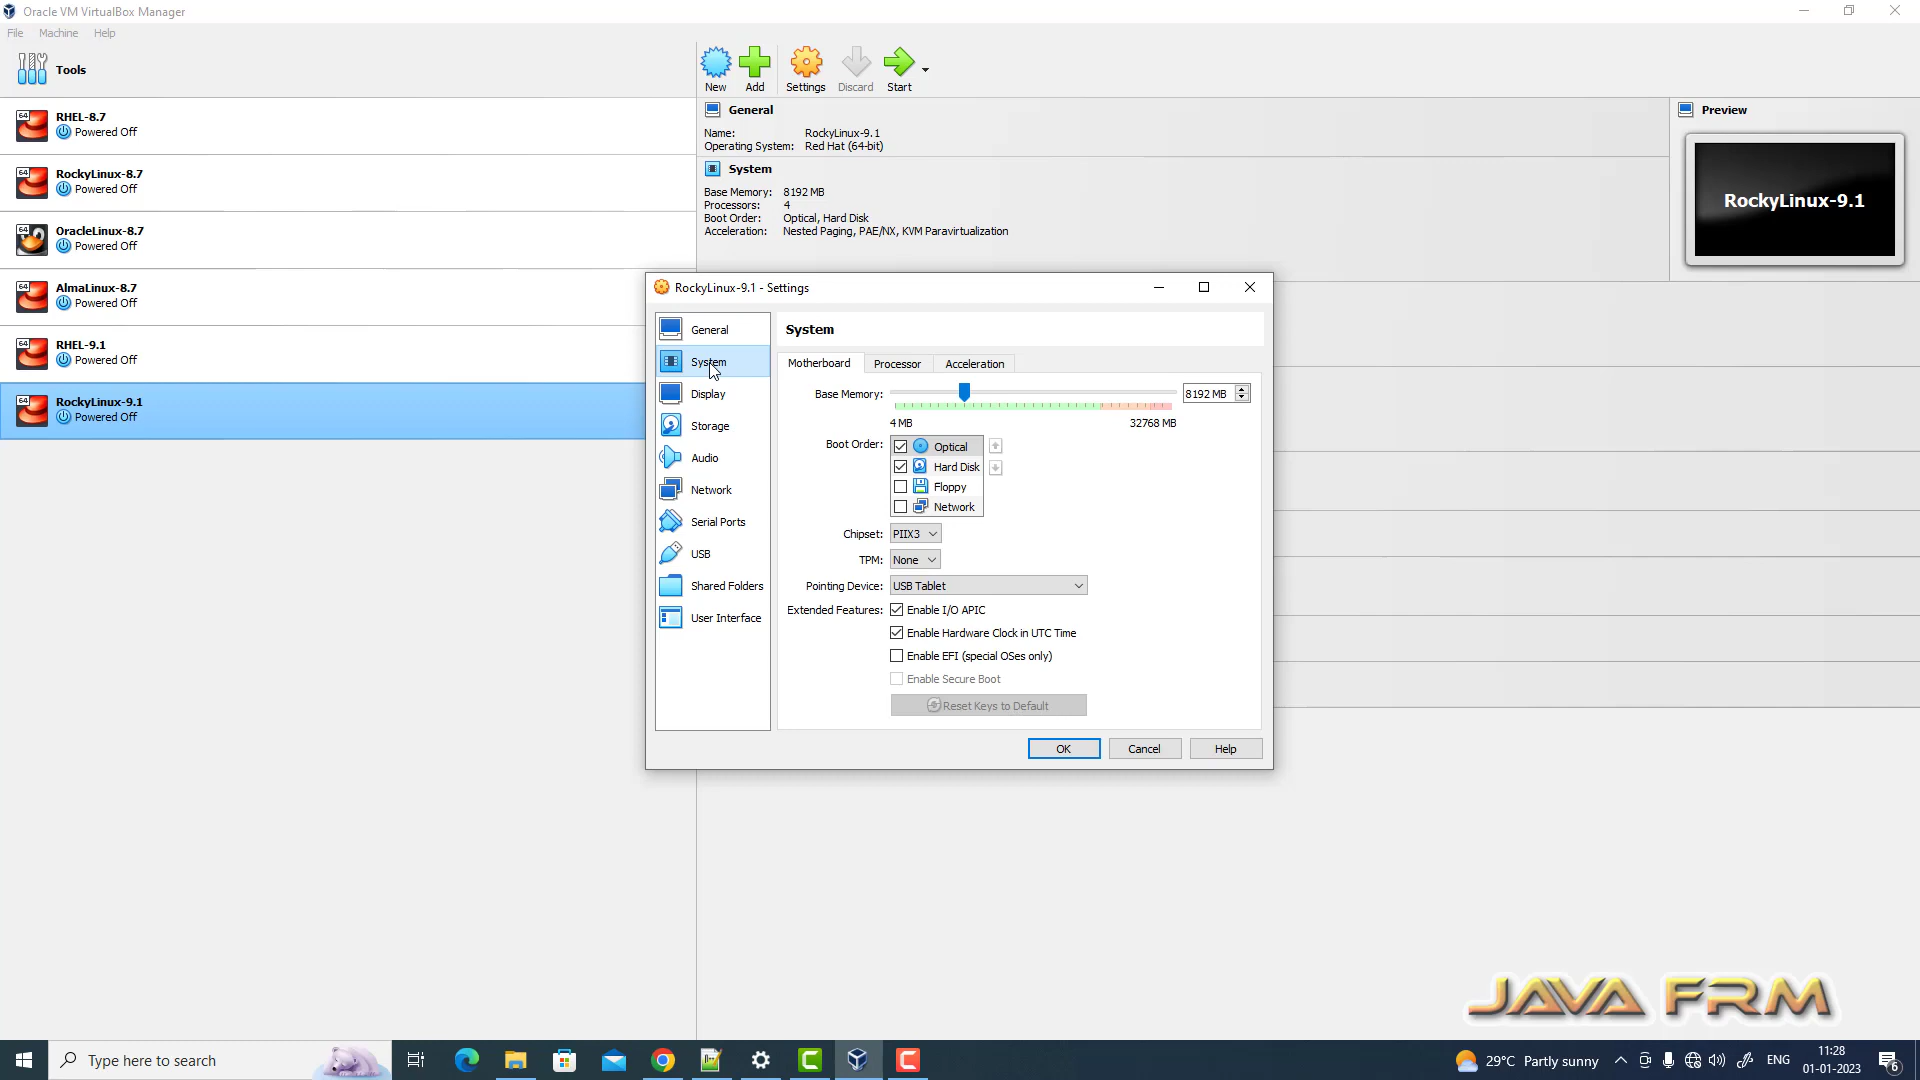 Oracle VM VirtualBox Manager
File Machine Help
Tools
New Add Settings Discard Start
64 RHEL-8.7
Powered Off
64 RockyLinux-8.7
Powered Off
64 OracleLinux-8.7
Powered Off
64 AlmaLinux-8.7
Powered Off
64 RHEL-9.1
Powered Off
64 RockyLinux-9.1
Powered Off
General
Name: RockyLinux-9.1
Operating System: Red Hat (64-bit)
System
Base Memory: 8192 MB
Processors: 4
Boot Order: Optical, Hard Disk
Acceleration: Nested Paging, PAE/NX, KVM Paravirtualization
Preview
RockyLinux-9.1
RockyLinux-9.1 - Settings
General
System
Display
Storage
Audio
Network
Serial Ports
USB
Shared Folders
User Interface
System
Motherboard Processor Acceleration
Base Memory: 8192 MB
4 MB 32768 MB
Boot Order: Optical
Hard Disk
Floppy
Network
Chipset: PIIX3
TPM: None
Pointing Device: USB Tablet
Extended Features: Enable I/O APIC
Enable Hardware Clock in UTC Time
Enable EFI (special OSes only)
Enable Secure Boot
Reset Keys to Default
OK Cancel Help
JAVA FRM
Type here to search
29°C Partly sunny
ENG
11:28
01-01-2023
6